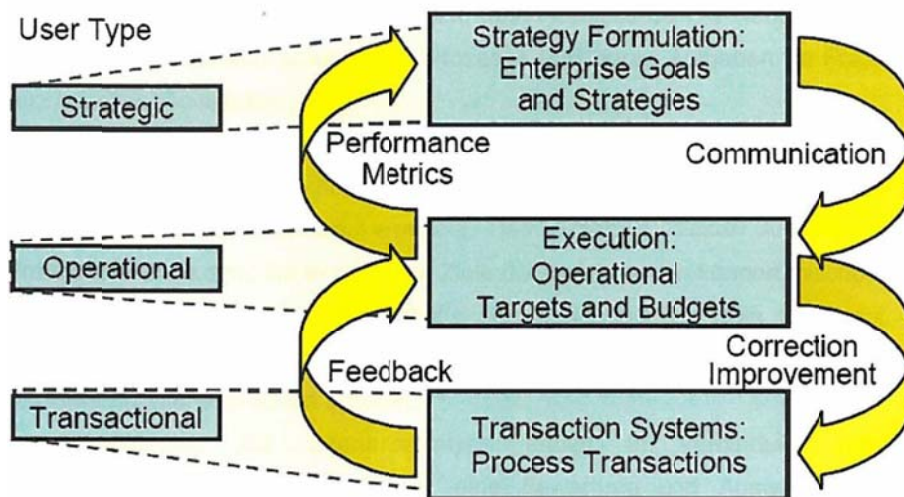 User Type
Strategy Formulation:
Enterprise Goals
and Strategies
Strategic
Performance
Metrics
Communication
Operational
Execution:
Operational
Targets and Budgets
Feedback
Correction
Improvement
Transactional
Transaction Systems:
Process Transactions